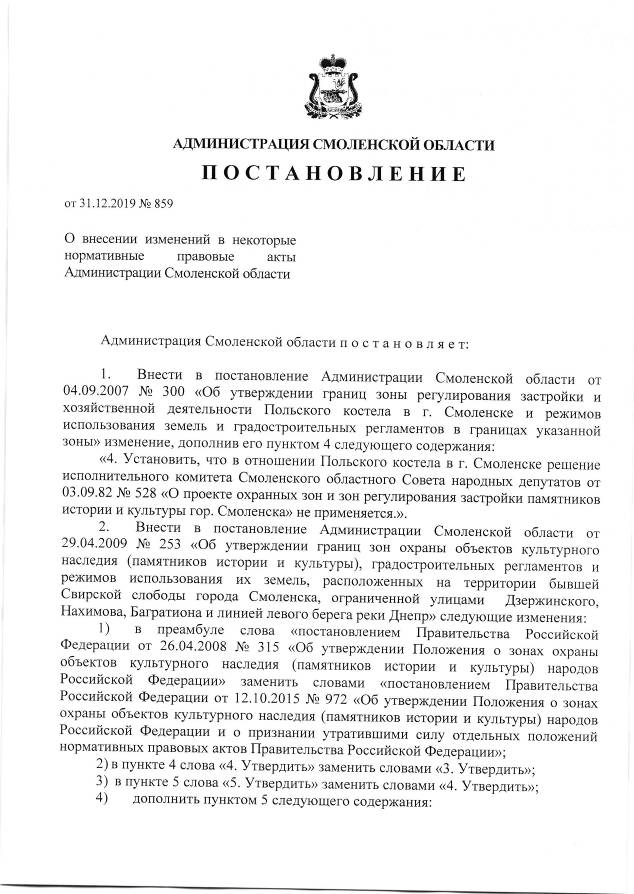 АДМИНИСТРАЦИЯ СМОЛЕНСКОЙ ОБЛАСТИ
П О С Т А Н О В Л Е Н И Е
от 31.12.2019 № 859
О внесении изменений в некоторые
нормативные правовые акты
Администрации Смоленской области
Администрация Смоленской области п о с т а н о в л я е т:
1. Внести в постановление Администрации Смоленской области от
04.09.2007 № 300 «Об утверждении границ зоны регулирования застройки и
хозяйственной деятельности Польского костела в г. Смоленске и режимов
использования земель и градостроительных регламентов в границах указанной
зоны» изменение, дополнив его пунктом 4 следующего содержания:
«4. Установить, что в отношении Польского костела в г. Смоленске решение
исполнительного комитета Смоленского областного Совета народных депутатов от
03.09.82 № 528 «О проекте охранных зон и зон регулирования застройки памятников
истории и культуры гор. Смоленска» не применяется.».
2. Внести в постановление Администрации Смоленской области от
29.04.2009 № 253 «Об утверждении границ зон охраны объектов культурного
наследия (памятников истории и культуры), градостроительных регламентов и
режимов использования их земель, расположенных на территории бывшей
Свирской слободы города Смоленска, ограниченной улицами Дзержинского,
Нахимова, Багратиона и линией левого берега реки Днепр» следующие изменения:
1) в преамбуле слова «постановлением Правительства Российской
Федерации от 26.04.2008 № 315 «Об утверждении Положения о зонах охраны
объектов культурного наследия (памятников истории и культуры) народов
Российской Федерации» заменить словами «постановлением Правительства
Российской Федерации от 12.10.2015 № 972 «Об утверждении Положения о зонах
охраны объектов культурного наследия (памятников истории и культуры) народов
Российской Федерации и о признании утратившими силу отдельных положений
нормативных правовых актов Правительства Российской Федерации»;
2) в пункте 4 слова «4. Утвердить» заменить словами «3. Утвердить»;
3) в пункте 5 слова «5. Утвердить» заменить словами «4. Утвердить»;
4) дополнить пунктом 5 следующего содержания: